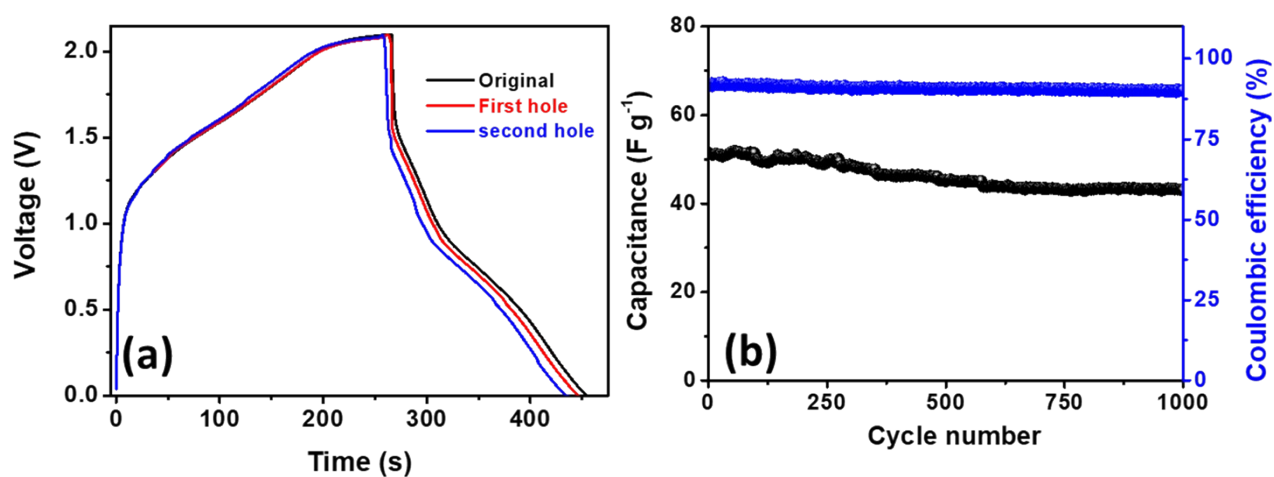 2.0
1.5
1.0
0.5
0.0
Voltage (V)
Original
First hole
second hole
(a)
0
100
200
300
400
Time (s)
80
60
40
20
0
Capacitance (F g⁻¹)
100
75
50
25
0
Coulombic efficiency (%)
(b)
0
250
500
750
1000
Cycle number